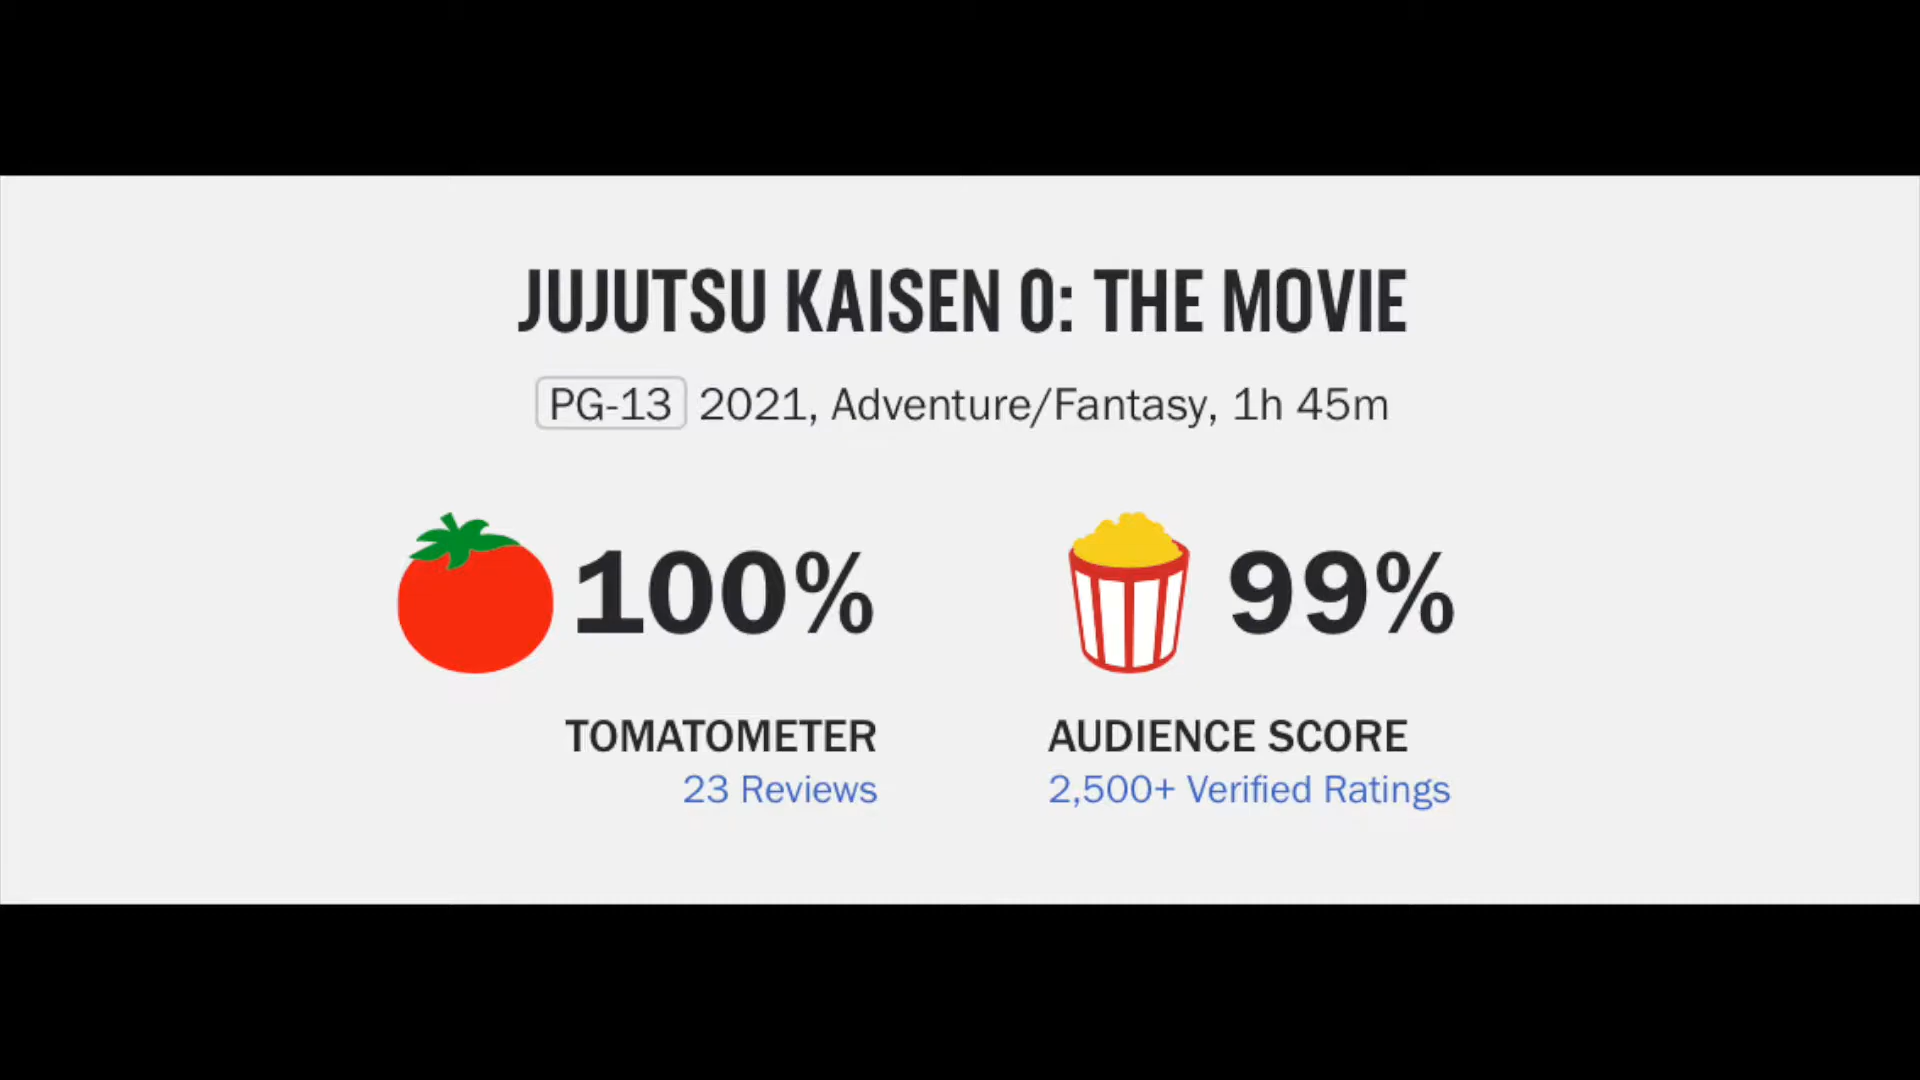 JUJUTSU KAISEN 0: THE MOVIE
PG-13 2021, Adventure/Fantasy, 1h 45m
100% 99%
TOMATOMETER AUDIENCE SCORE
23 Reviews 2,500+ Verified Ratings